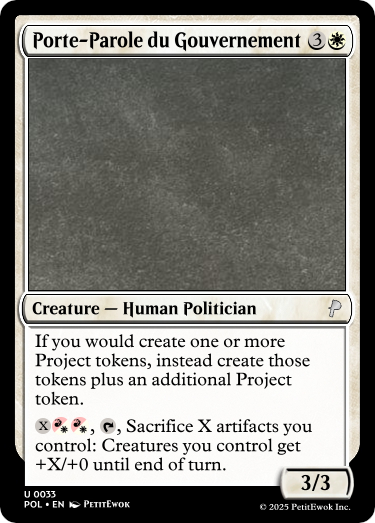 Porte-Parole du Gouvernement 3
Creature — Human Politician
If you would create one or more
Project tokens, instead create those
tokens plus an additional Project
token.
X, Sacrifice X artifacts you
control: Creatures you control get
+X/+0 until end of turn.
3/3
U 0033
POL • EN PetitEwok
© 2025 PetitEwok Inc.